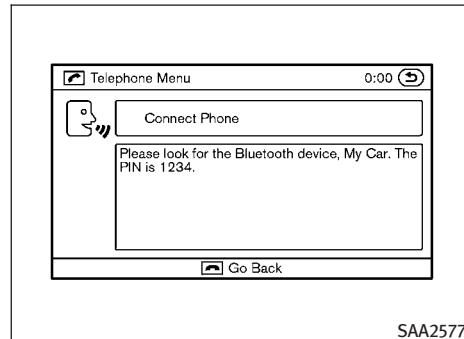 Telephone Menu 0:00
Connect Phone
Please look for the Bluetooth device, My Car. The
PIN is 1234.
Go Back
SAA2577